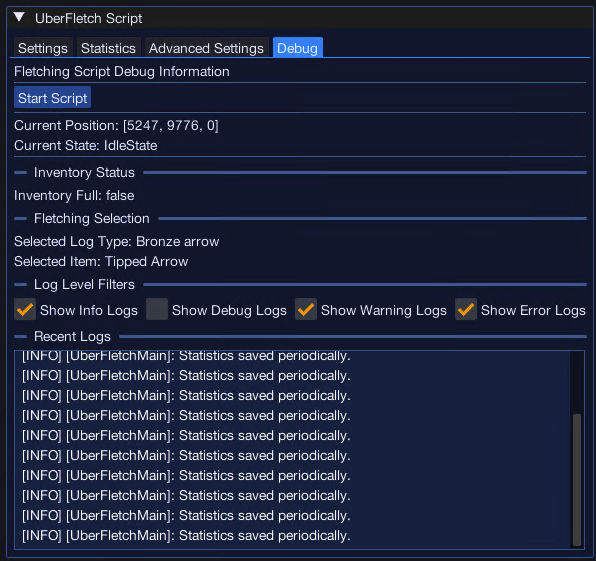 UberFletch Script
Settings Statistics Advanced Settings Debug
Fletching Script Debug Information
Start Script
Current Position: [5247, 9776, 0]
Current State: IdleState
Inventory Status
Inventory Full: false
Fletching Selection
Selected Log Type: Bronze arrow
Selected Item: Tipped Arrow
Log Level Filters
Show Info Logs Show Debug Logs Show Warning Logs Show Error Logs
Recent Logs
[INFO] [UberFletchMain]: Statistics saved periodically.
[INFO] [UberFletchMain]: Statistics saved periodically.
[INFO] [UberFletchMain]: Statistics saved periodically.
[INFO] [UberFletchMain]: Statistics saved periodically.
[INFO] [UberFletchMain]: Statistics saved periodically.
[INFO] [UberFletchMain]: Statistics saved periodically.
[INFO] [UberFletchMain]: Statistics saved periodically.
[INFO] [UberFletchMain]: Statistics saved periodically.
[INFO] [UberFletchMain]: Statistics saved periodically.
[INFO] [UberFletchMain]: Statistics saved periodically.